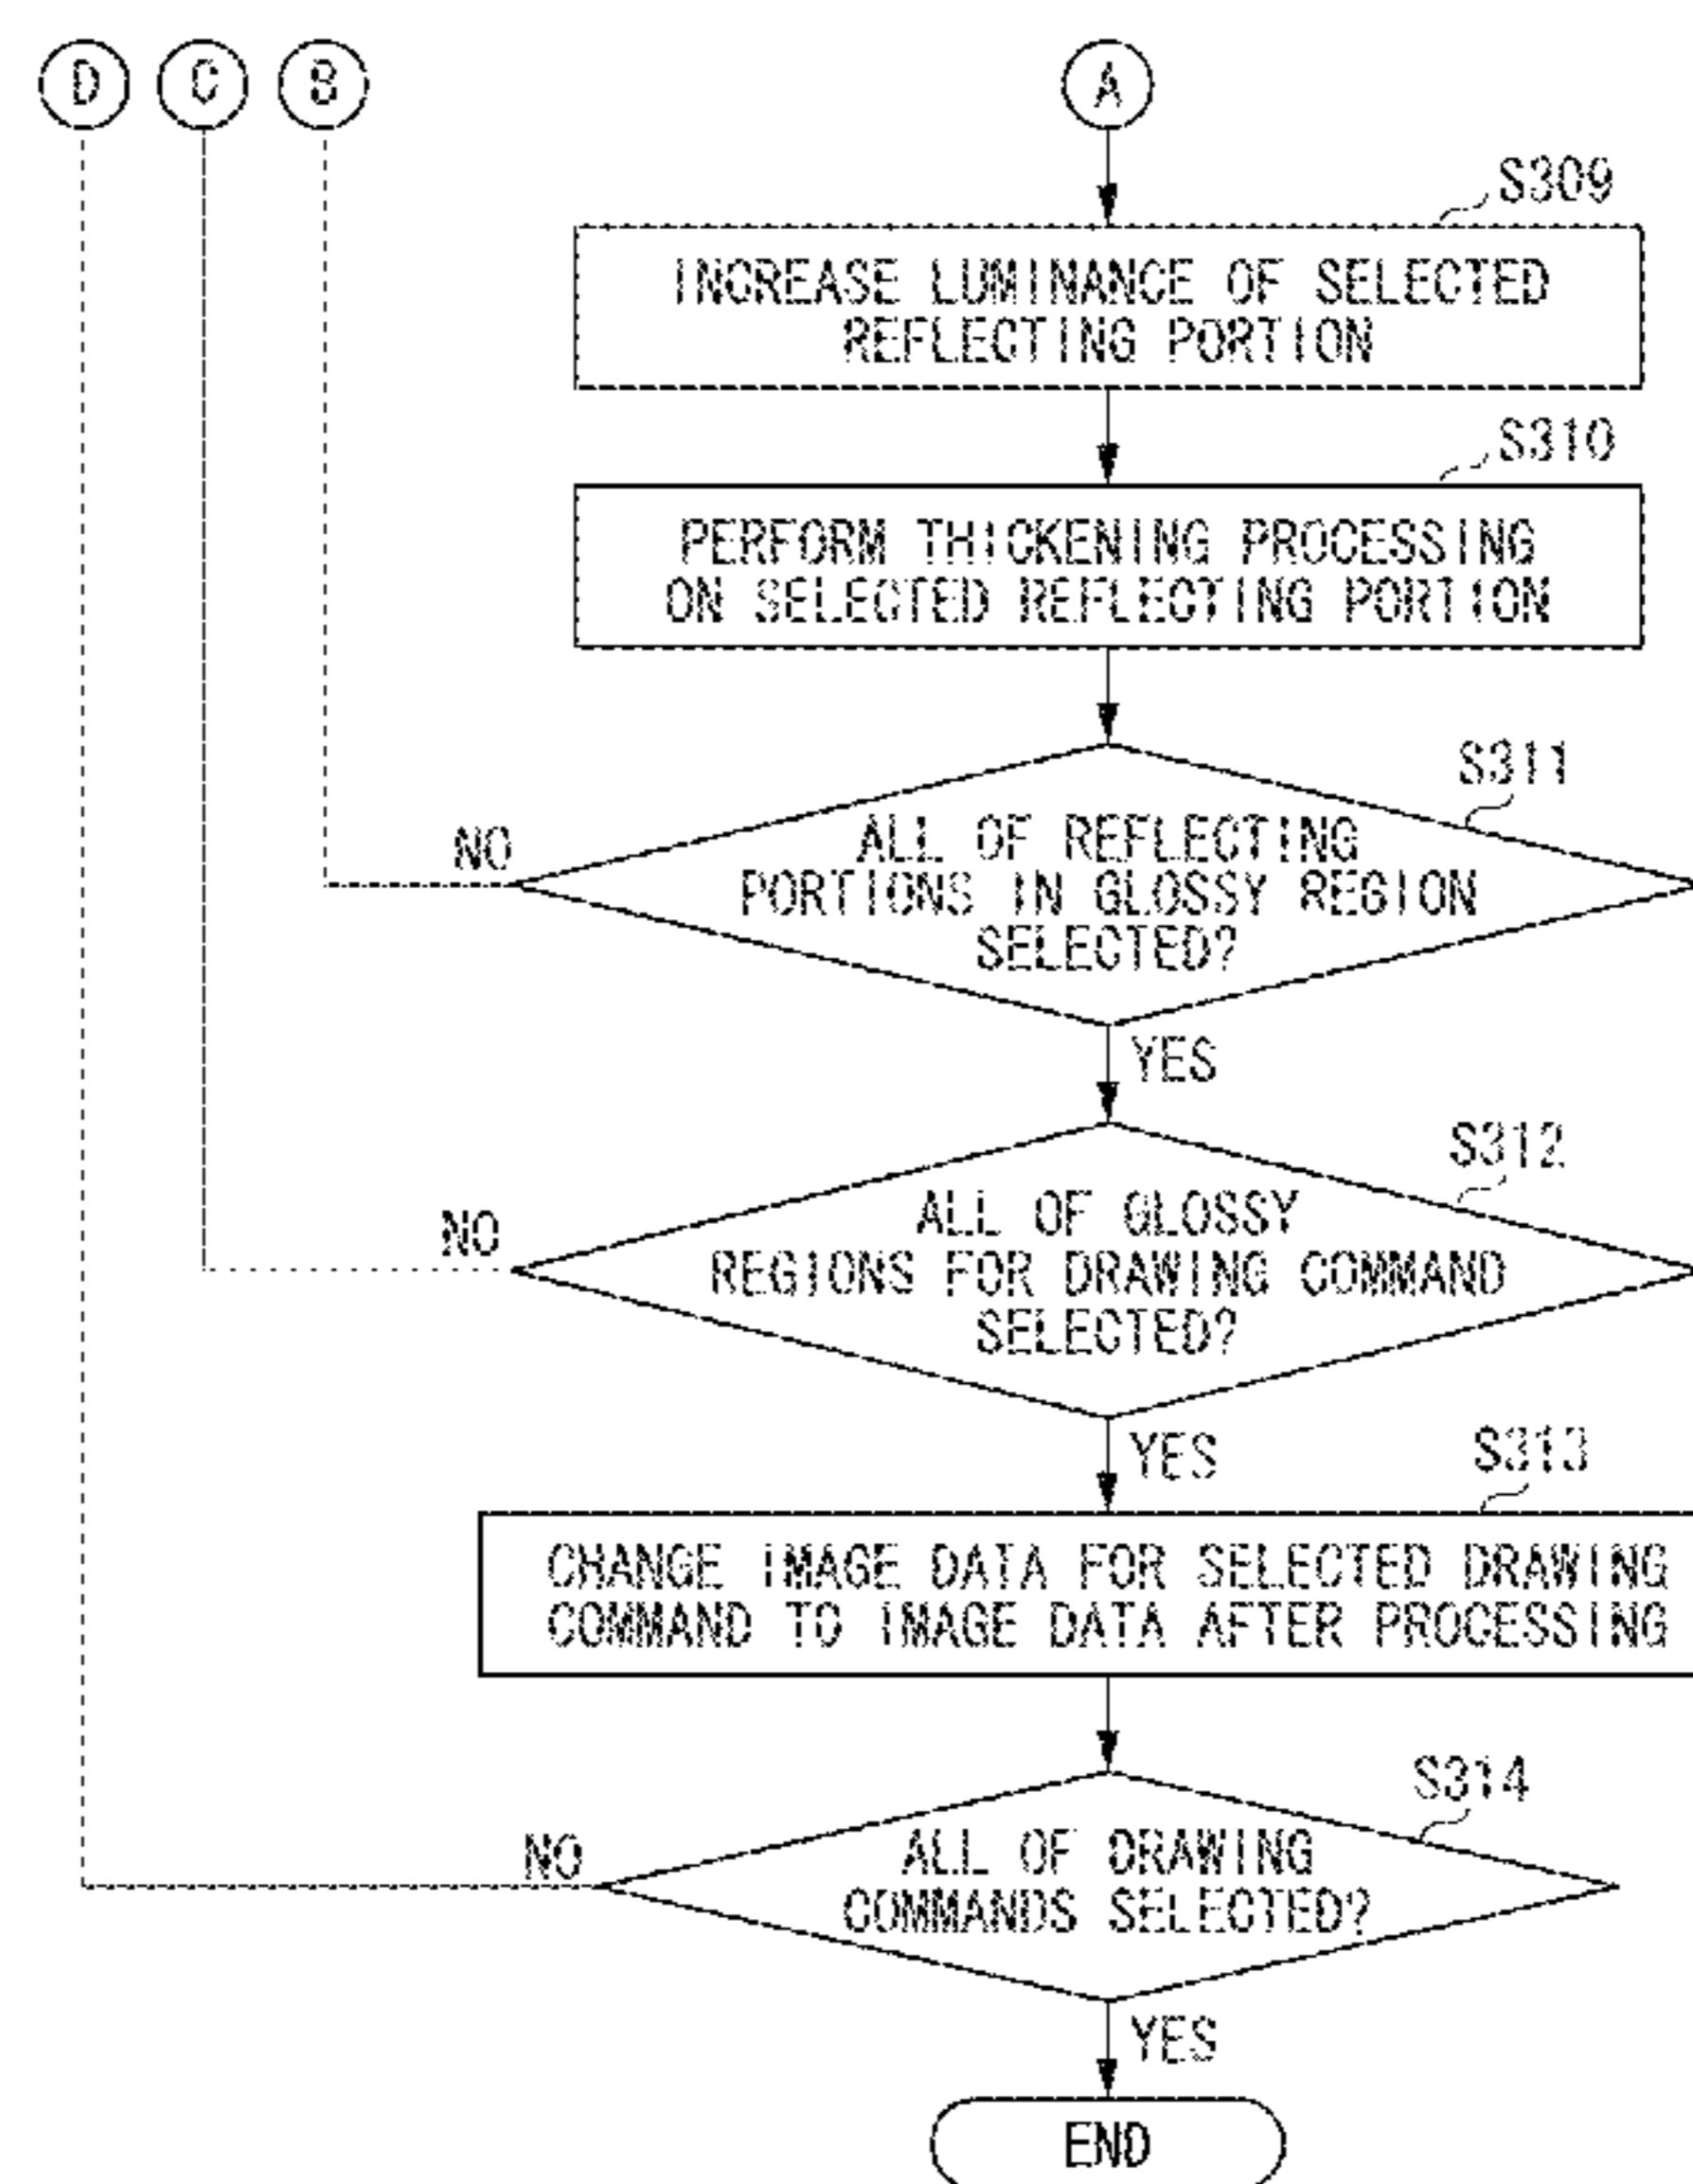 D
C
B
A
S309
INCREASE LUMINANCE OF SELECTED
REFLECTING PORTION
S310
PERFORM THICKENING PROCESSING
ON SELECTED REFLECTING PORTION
S311
ALL OF REFLECTING
PORTIONS IN GLOSSY REGION
SELECTED?
NO
YES
S312
ALL OF GLOSSY
REGIONS FOR DRAWING COMMAND
SELECTED?
NO
YES
S313
CHANGE IMAGE DATA FOR SELECTED DRAWING
COMMAND TO IMAGE DATA AFTER PROCESSING
S314
ALL OF DRAWING
COMMANDS SELECTED?
NO
YES
END